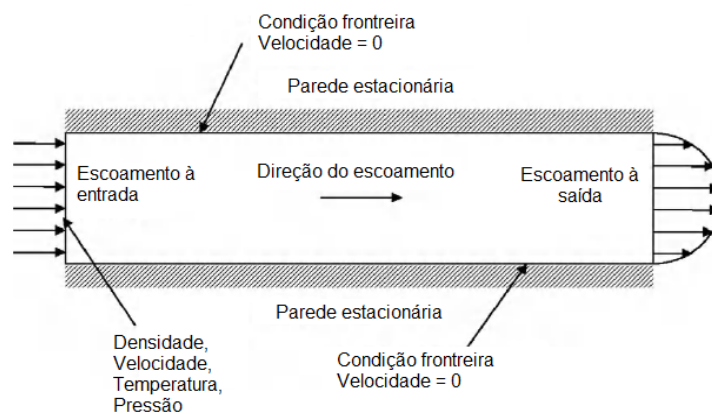 Condição frontreira
Velocidade = 0
Parede estacionária
Escoamento à
entrada
Direção do escoamento
Escoamento à
saída
Parede estacionária
Densidade,
Velocidade,
Temperatura,
Pressão
Condição frontreira
Velocidade = 0